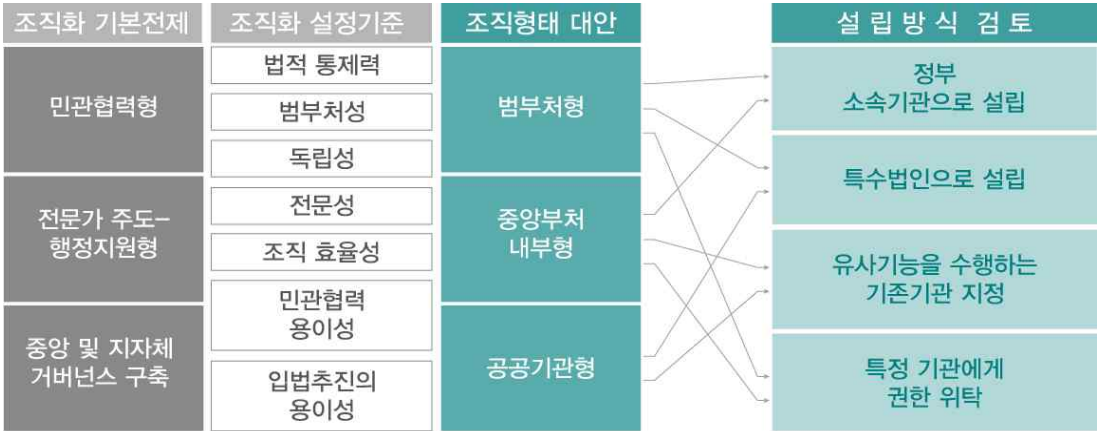 조직화 기본전제
민관협력형
전문가 주도–
행정지원형
중앙 및 지자체
거버넌스 구축
조직화 설정기준
법적 통제력
범부처성
독립성
전문성
조직 효율성
민관협력
용이성
입법추진의
용이성
조직형태 대안
범부처형
중앙부처
내부형
공공기관형
설립방식 검토
정부
소속기관으로 설립
특수법인으로 설립
유사기능을 수행하는
기존기관 지정
특정 기관에게
권한 위탁